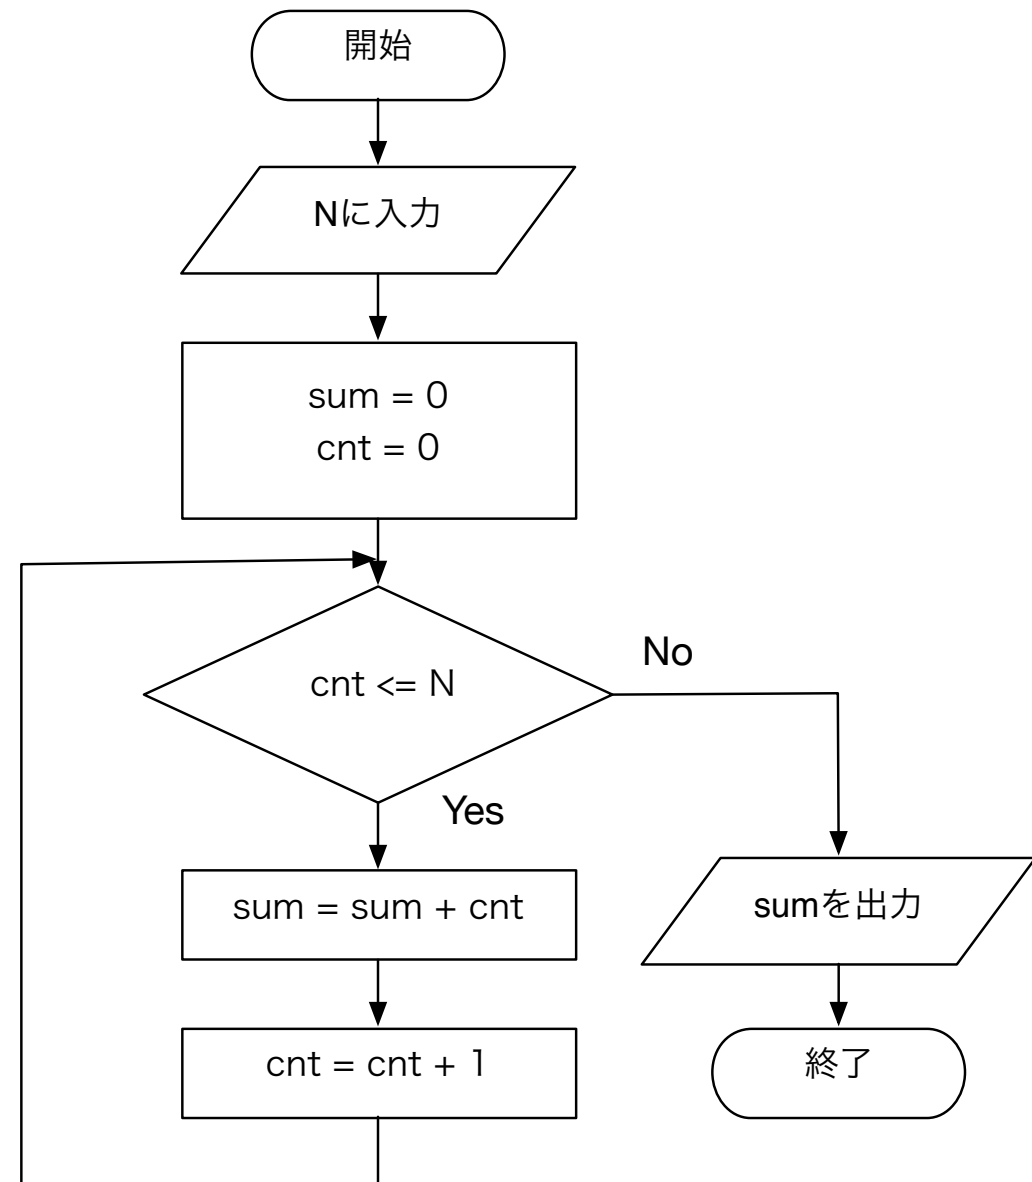 開始
Nに入力
sum = 0
cnt = 0
cnt <= N
No
Yes
sum = sum + cnt
sumを出力
cnt = cnt + 1
終了